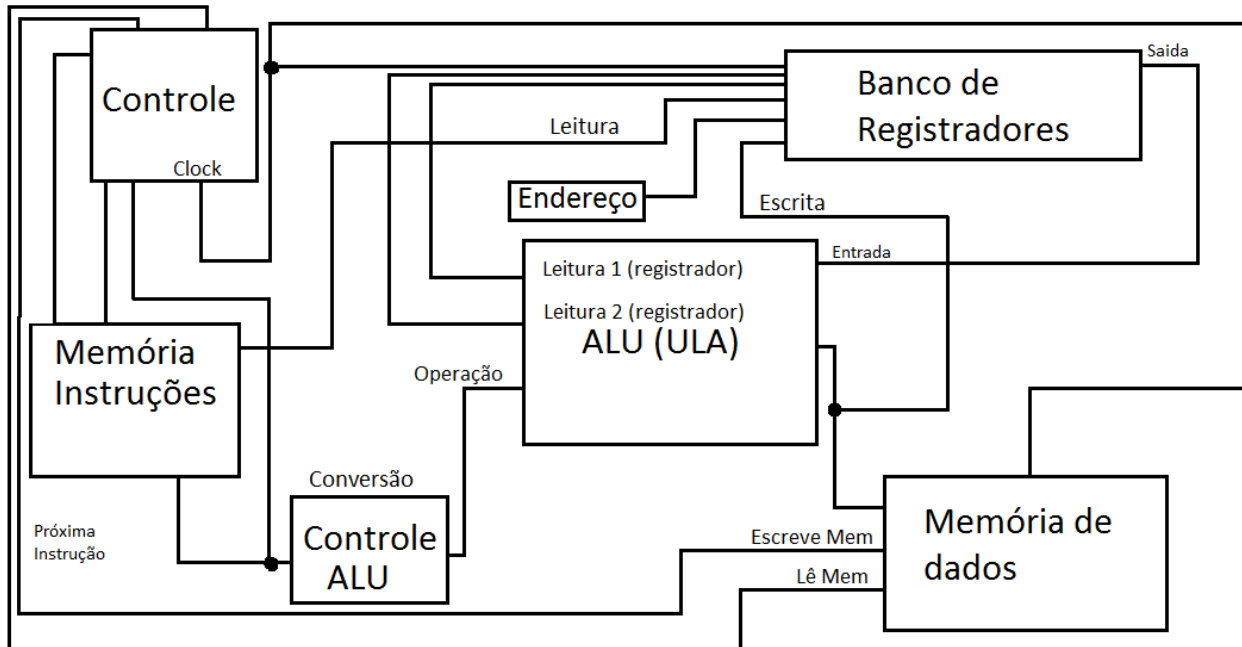 Controle
Clock
Saida
Banco de
Registradores
Leitura
Endereço
Escrita
Entrada
Leitura 1 (registrador)
Leitura 2 (registrador)
ALU (ULA)
Memória
Instruções
Operação
Conversão
Controle
ALU
Próxima
Instrução
Escreve Mem
Lê Mem
Memória de
dados